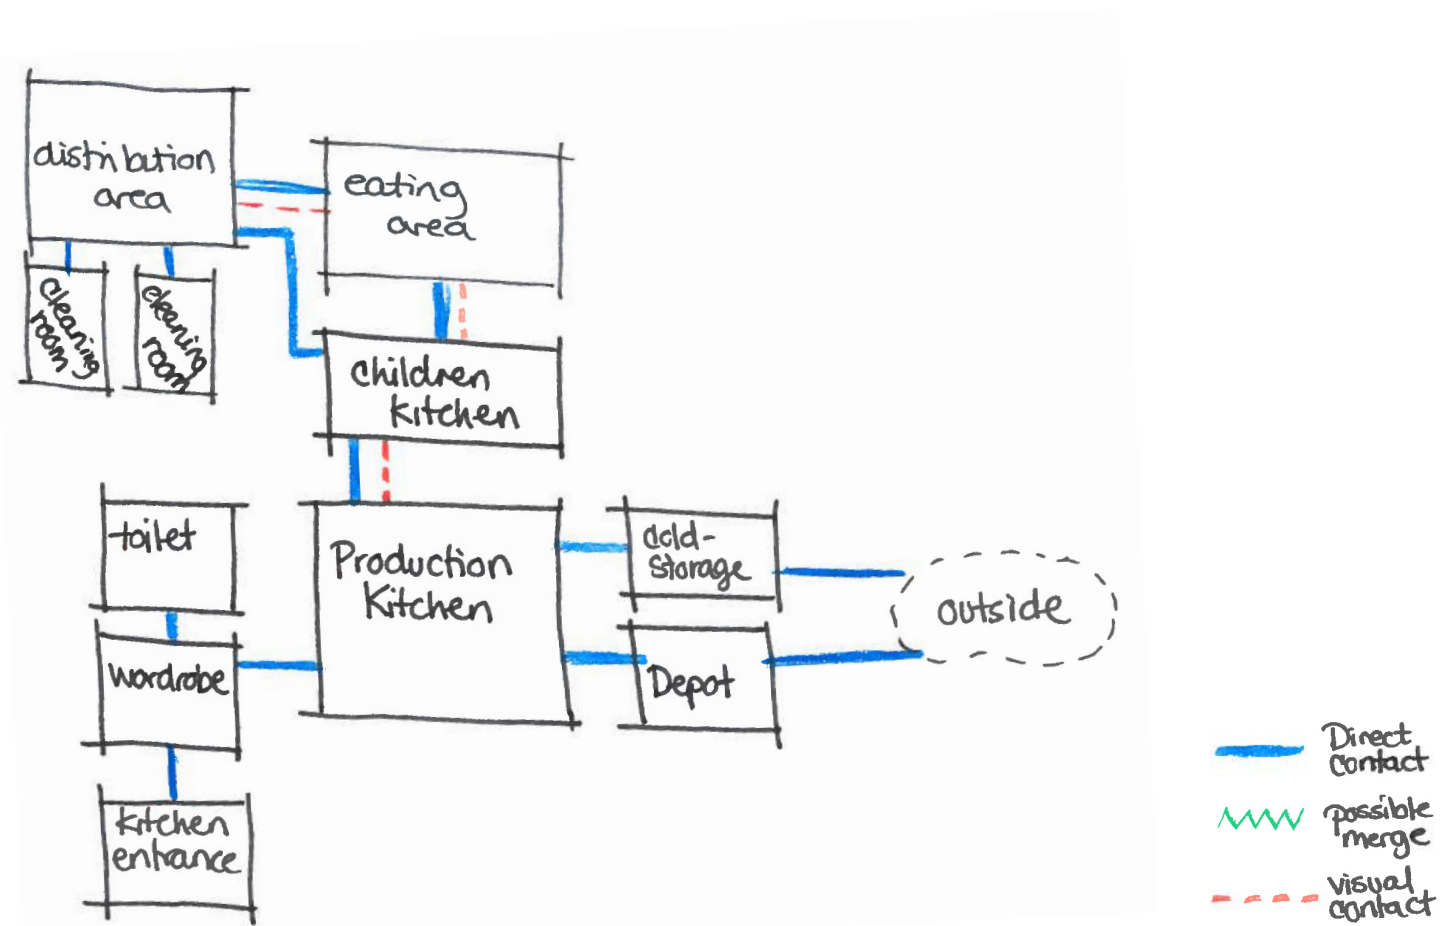 distribution
area
eating
area
cleaning
room
cleaning
room
children
kitchen
toilet
Production
Kitchen
cold-
storage
outside
wordrobe
Depot
kitchen
entrance
Direct
contact
possible
merge
visual
contact